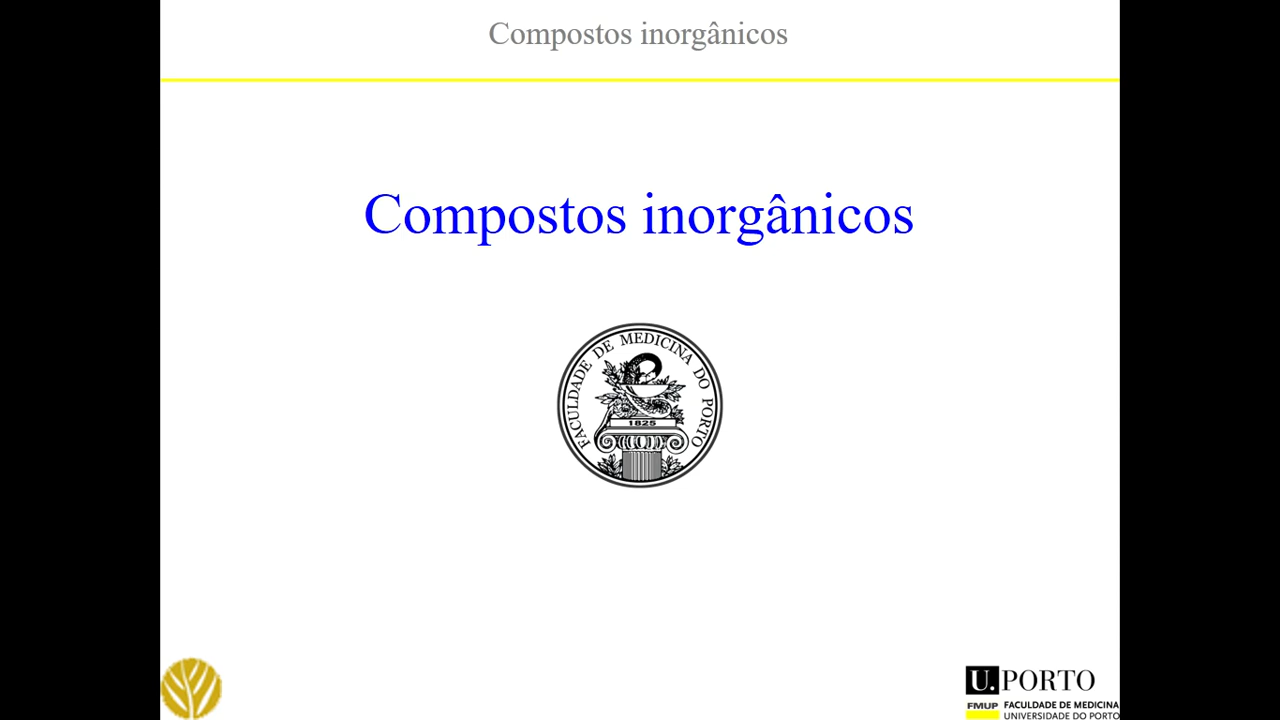 Compostos inorgânicos
Compostos inorgânicos
FACULDADE DE MEDICINA DO PORTO
1825
U.PORTO
FMUP FACULDADE DE MEDICINA
UNIVERSIDADE DO PORTO